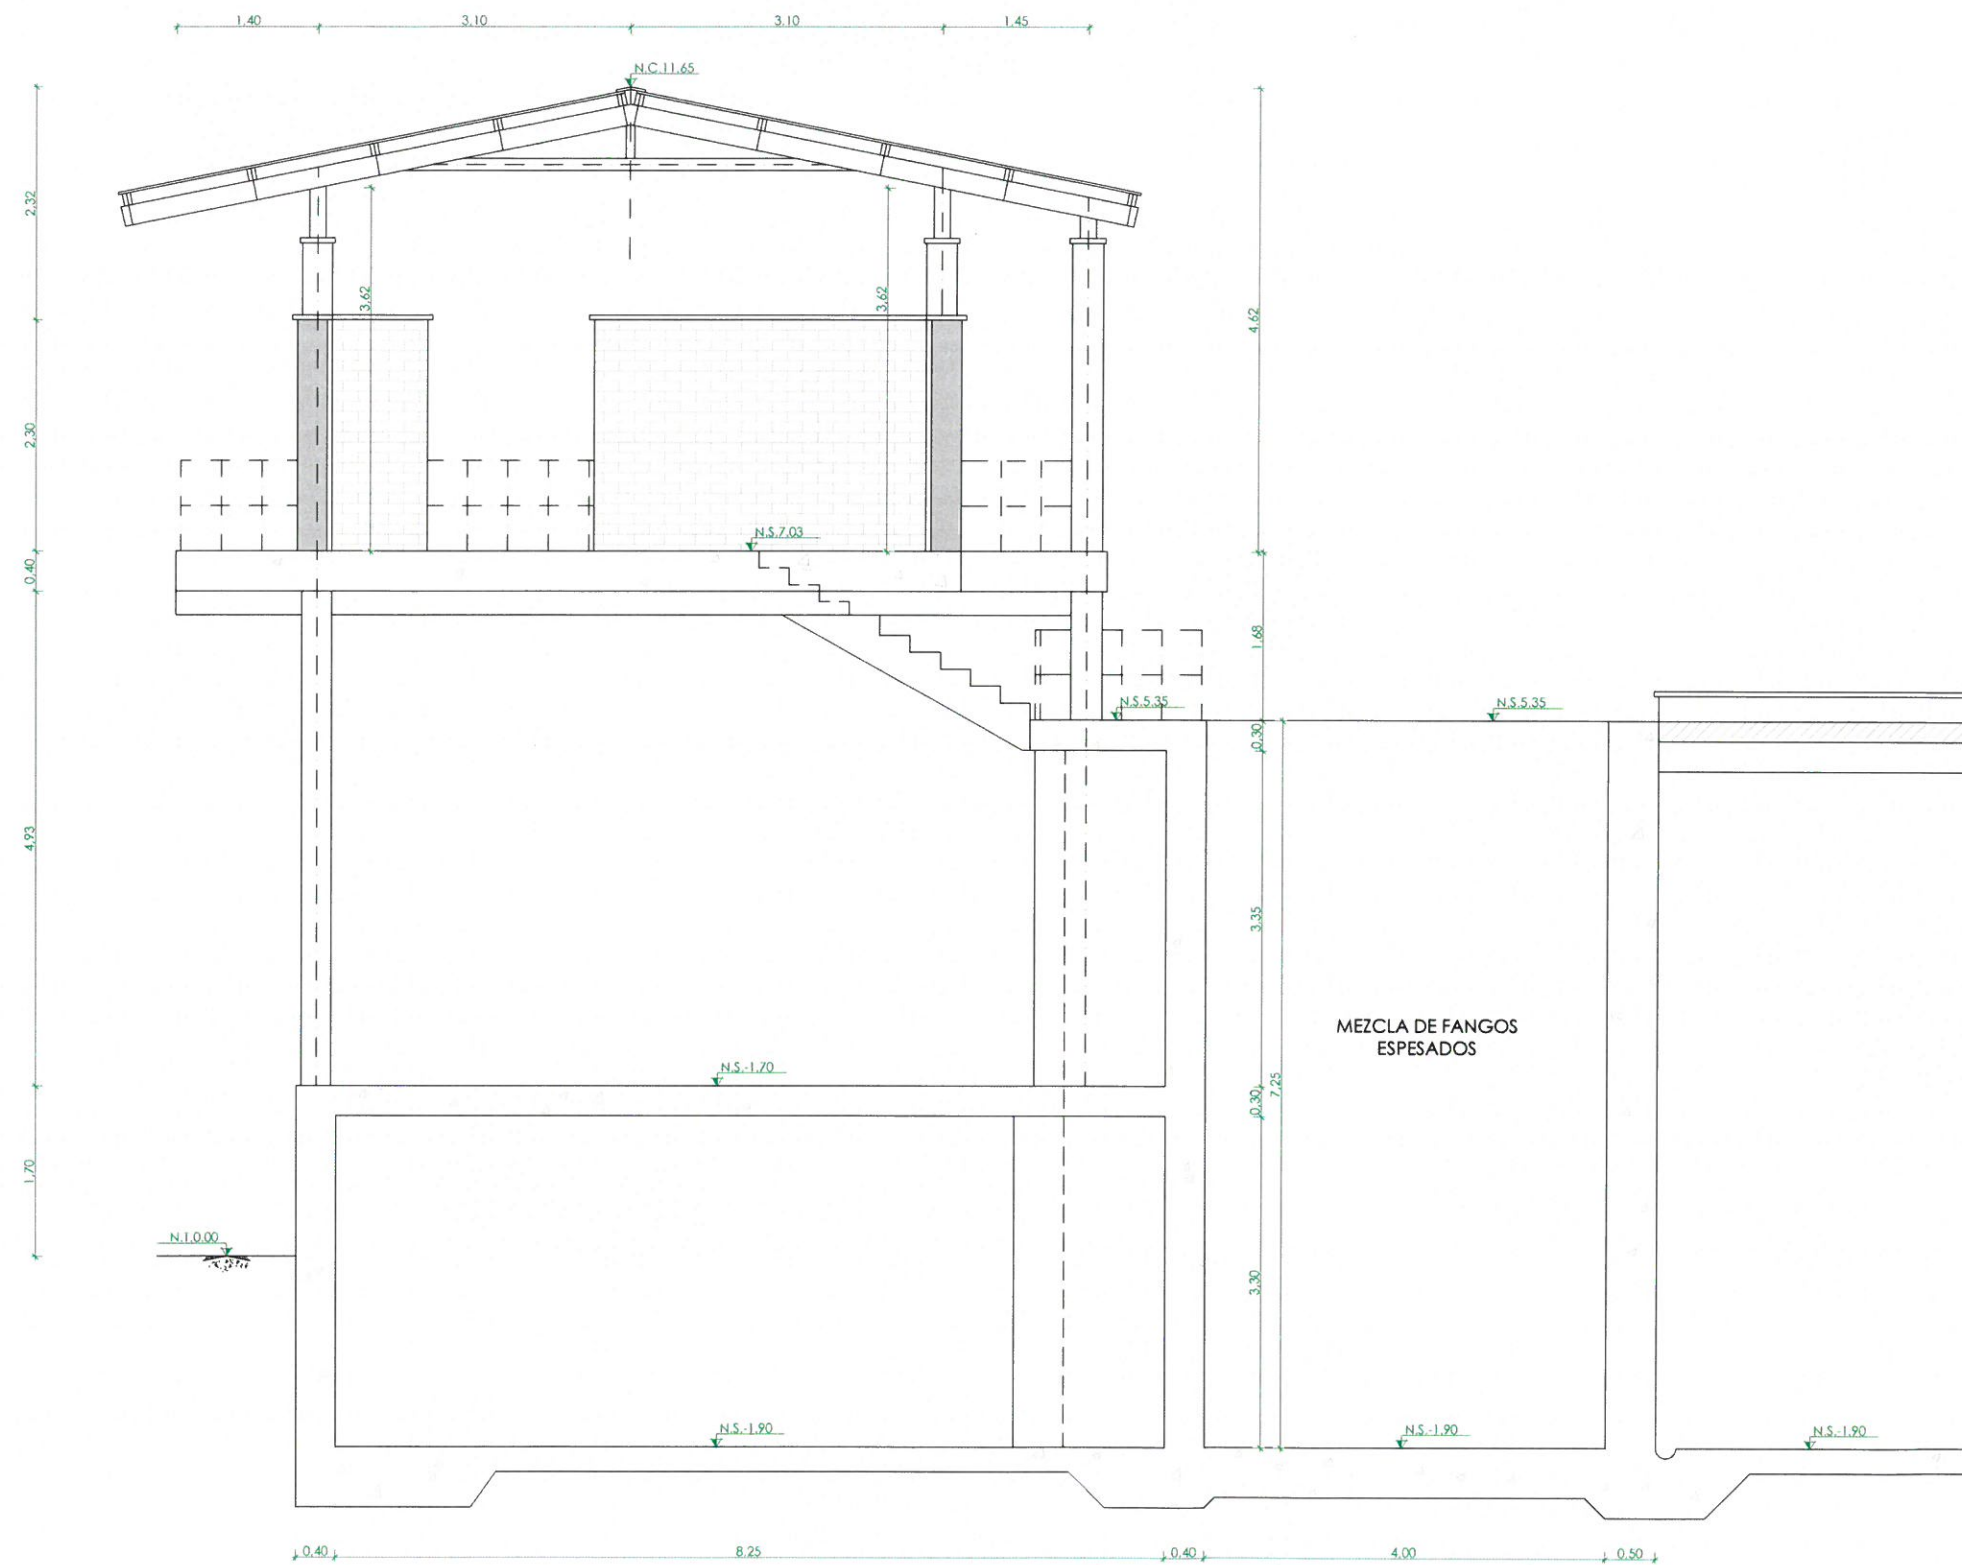 1.40 3.10 3.10 1.45
N.C.11.65
2,32
3,62
3,62
4,62
2,30
N.S.7.03
0,40
1,68
N.S.5.35
N.S.5.35
0,30
4,93
3,35
MEZCLA DE FANGOS
ESPESADOS
N.S.-1.70
0,30
7,25
1,70
N.T.0.00
3,30
N.S.-1.90
N.S.-1.90
N.S.-1.90
0.40 8.25 0.40 4.00 0.50